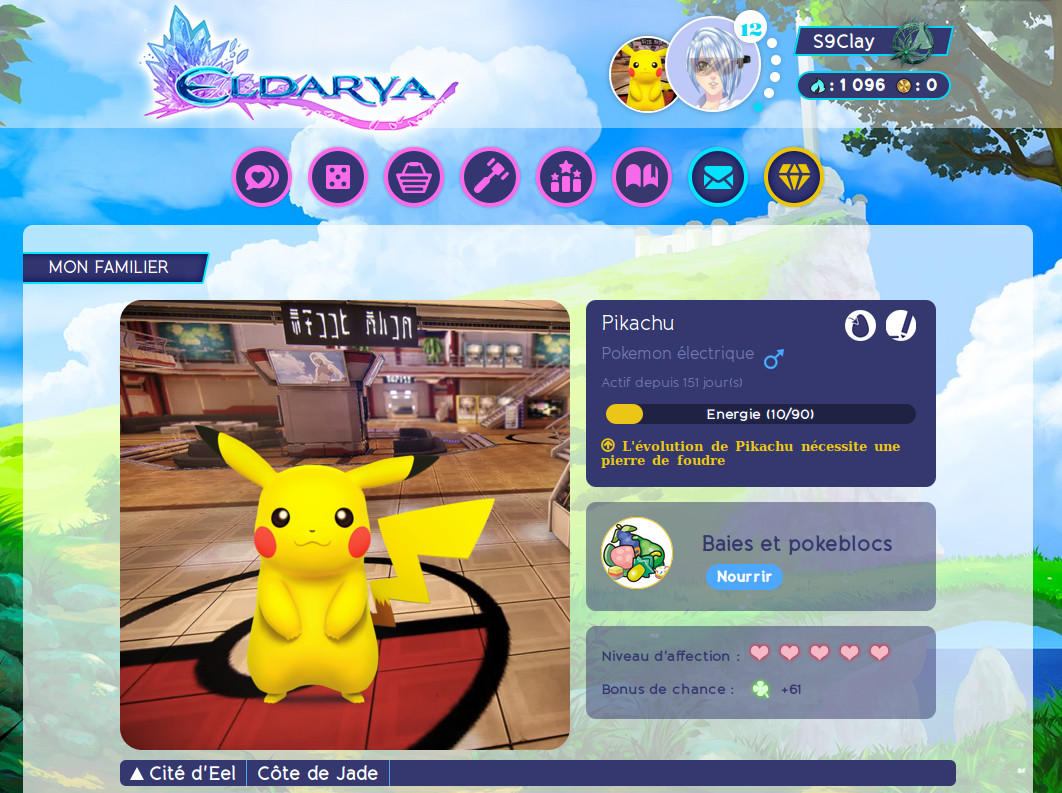 ELDARYA
12
S9Clay
: 1 096 : 0
MON FAMILIER
Pikachu
Pokemon électrique
Actif depuis 151 jour(s)
Energie (10/90)
L'évolution de Pikachu nécessite une
pierre de foudre
Baies et pokeblocs
Nourrir
Niveau d'affection :
Bonus de chance : +61
Cité d'Eel Côte de Jade